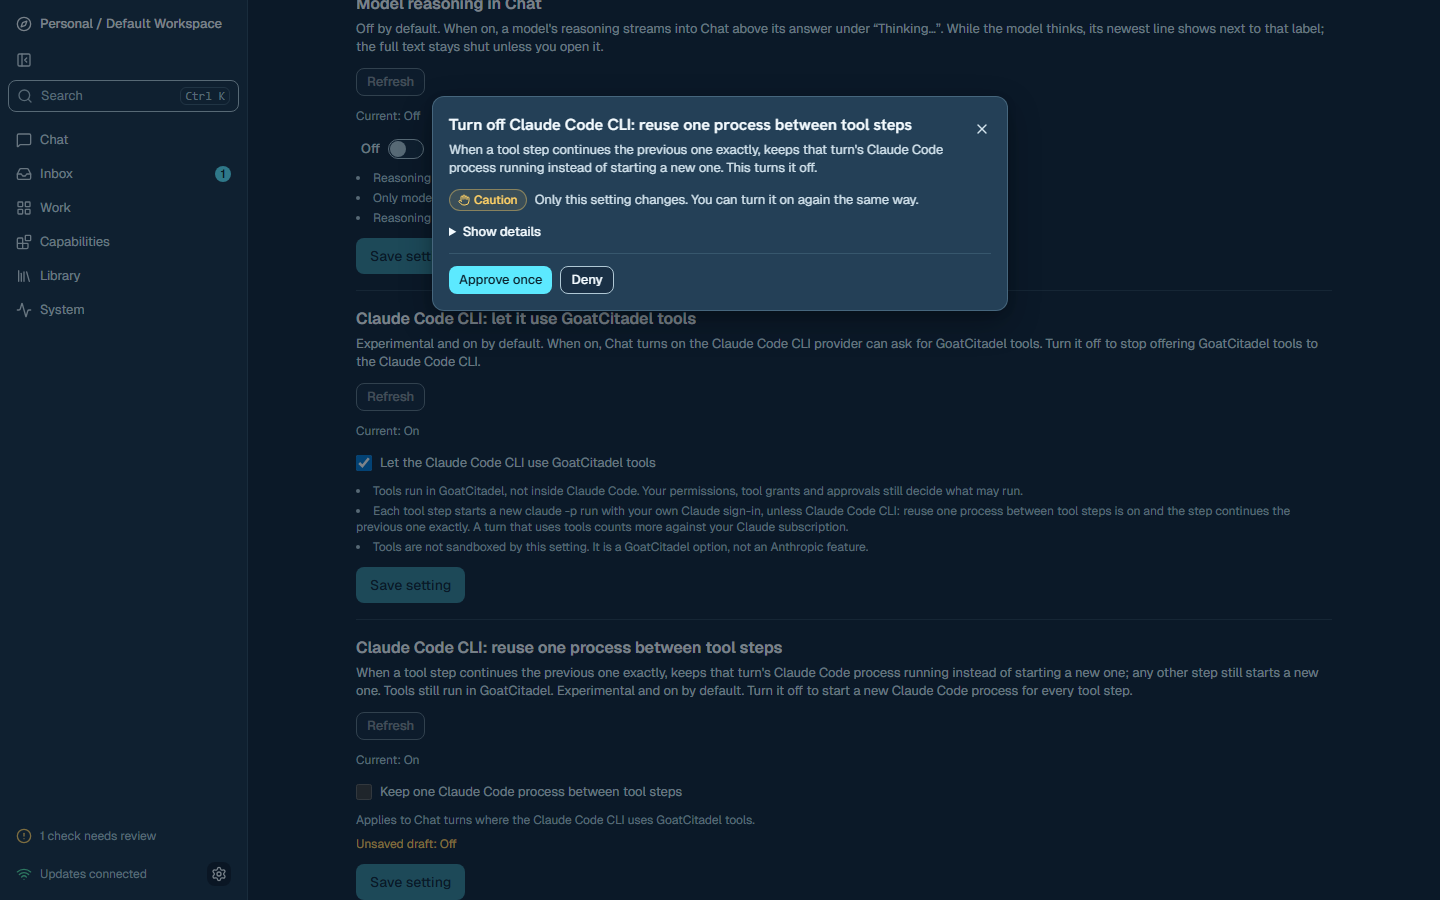 Personal / Default Workspace
Search
Ctrl K
Chat
Inbox
1
Work
Capabilities
Library
System
1 check needs review
Updates connected
Model reasoning in Chat
Off by default. When on, a model's reasoning streams into Chat above its answer under “Thinking…”. While the model thinks, its newest line shows next to that label;
the full text stays shut unless you open it.
Refresh
Current: Off
Off
Reasoning
Only mode
Reasoning
Save sett
Turn off Claude Code CLI: reuse one process between tool steps
When a tool step continues the previous one exactly, keeps that turn's Claude Code
process running instead of starting a new one. This turns it off.
Caution
Only this setting changes. You can turn it on again the same way.
Show details
Approve once
Deny
Claude Code CLI: let it use GoatCitadel tools
Experimental and on by default. When on, Chat turns on the Claude Code CLI provider can ask for GoatCitadel tools. Turn it off to stop offering GoatCitadel tools to
the Claude Code CLI.
Refresh
Current: On
Let the Claude Code CLI use GoatCitadel tools
Tools run in GoatCitadel, not inside Claude Code. Your permissions, tool grants and approvals still decide what may run.
Each tool step starts a new claude -p run with your own Claude sign-in, unless Claude Code CLI: reuse one process between tool steps is on and the step continues the
previous one exactly. A turn that uses tools counts more against your Claude subscription.
Tools are not sandboxed by this setting. It is a GoatCitadel option, not an Anthropic feature.
Save setting
Claude Code CLI: reuse one process between tool steps
When a tool step continues the previous one exactly, keeps that turn's Claude Code process running instead of starting a new one; any other step still starts a new
one. Tools still run in GoatCitadel. Experimental and on by default. Turn it off to start a new Claude Code process for every tool step.
Refresh
Current: On
Keep one Claude Code process between tool steps
Applies to Chat turns where the Claude Code CLI uses GoatCitadel tools.
Unsaved draft: Off
Save setting